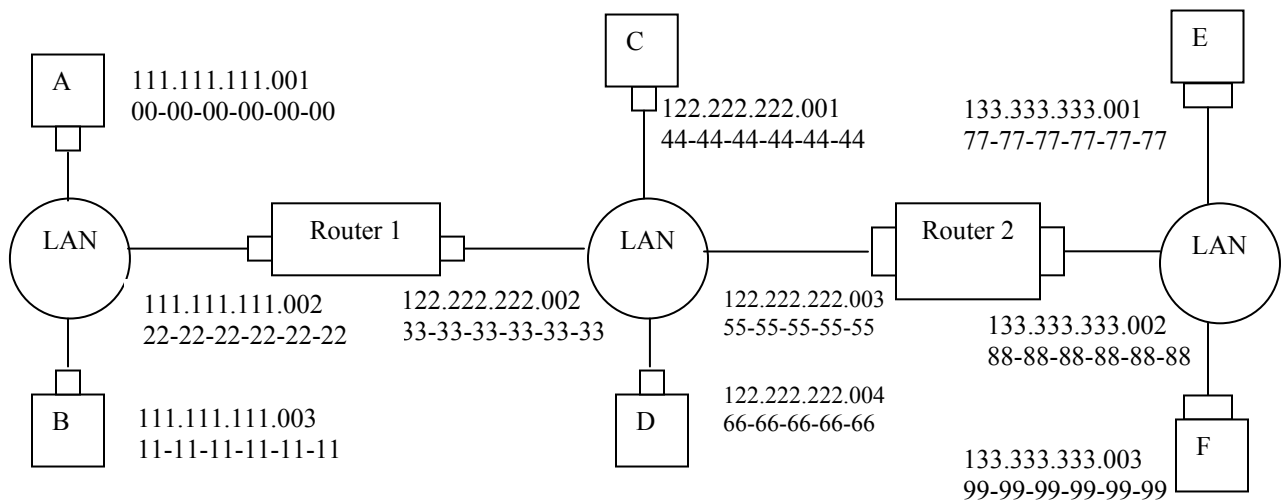 A
111.111.111.001
00-00-00-00-00-00
C
122.222.222.001
44-44-44-44-44-44
E
133.333.333.001
77-77-77-77-77-77
LAN
Router 1
LAN
Router 2
LAN
111.111.111.002
22-22-22-22-22-22
122.222.222.002
33-33-33-33-33-33
122.222.222.003
55-55-55-55-55
133.333.333.002
88-88-88-88-88-88
B
111.111.111.003
11-11-11-11-11-11
D
122.222.222.004
66-66-66-66-66
F
133.333.333.003
99-99-99-99-99-99